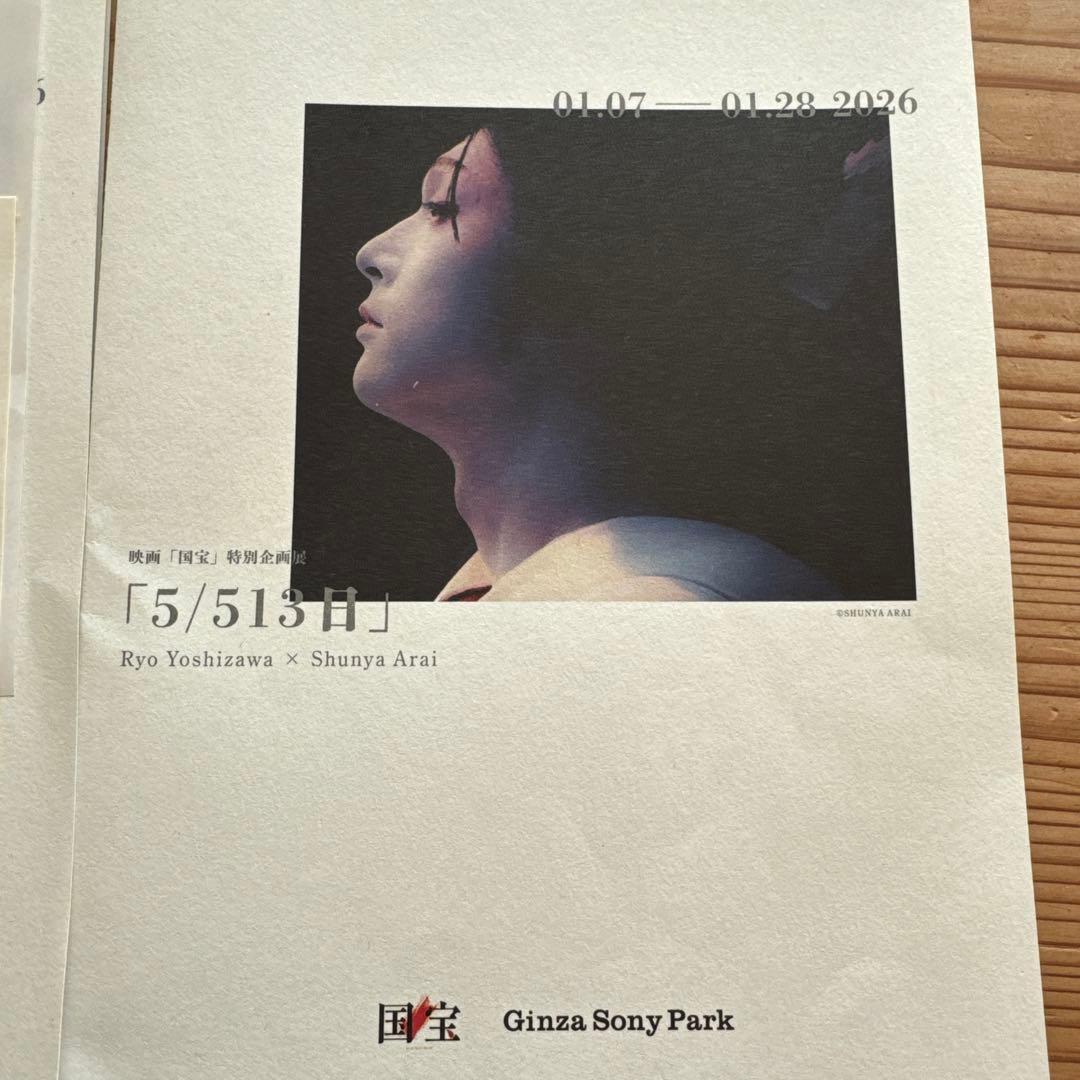 6
01.07 — 01.28 2026
©SHUNYA ARAI
映画「国宝」特別企画展
「5/513日」
Ryo Yoshizawa × Shunya Arai
国宝
Ginza Sony Park